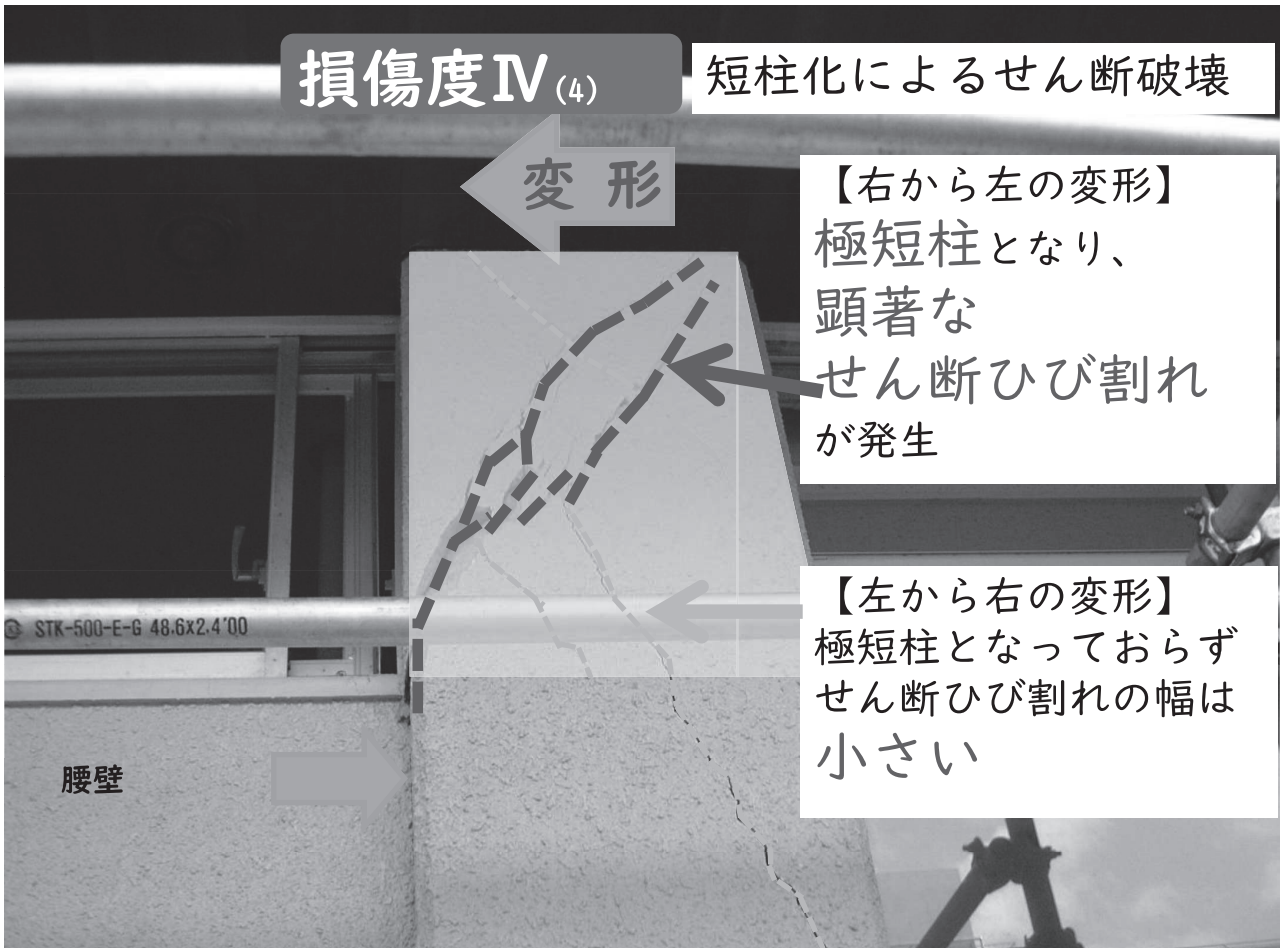 損傷度Ⅳ(4)
短柱化によるせん断破壊
変 形
【右から左の変形】
極短柱となり、
顕著な
せん断ひび割れ
が発生
STK-500-E-G 48.6x2.4'00
【左から右の変形】
極短柱となっておらず
せん断ひび割れの幅は
小さい
腰壁